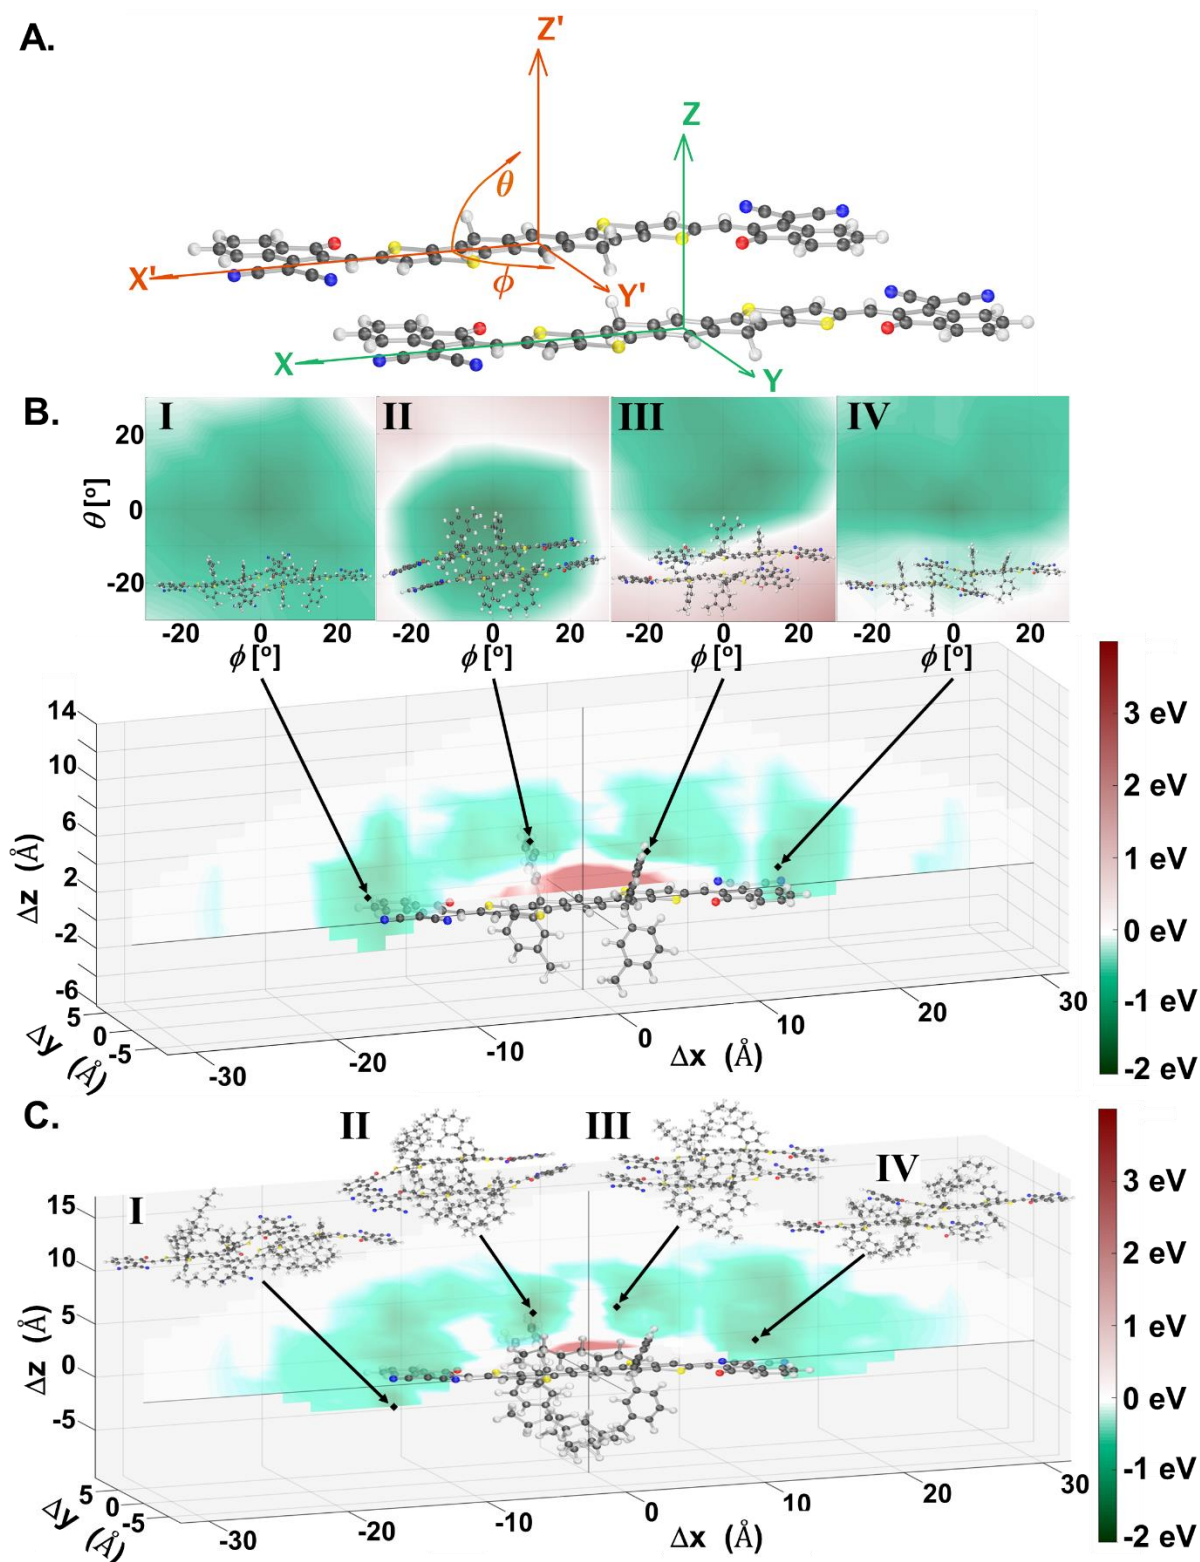 A.
Z'
Z
θ
X'
ϕ
Y'
X
Y
B.
I II III IV
θ [º]
20
0
-20
-20 0 20 -20 0 20 -20 0 20 -20 0 20
ϕ [º] ϕ [º] ϕ [º] ϕ [º]
14
10
6
2
-2
-6
Δz (Å)
5
0
-5
Δy (Å)
-30 -20 -10 0 10 20 30
Δx (Å)
3 eV
2 eV
1 eV
0 eV
-1 eV
-2 eV
C.
I II III IV
15
10
5
0
-5
Δz (Å)
5
0
-5
Δy (Å)
-30 -20 -10 0 10 20 30
Δx (Å)
3 eV
2 eV
1 eV
0 eV
-1 eV
-2 eV